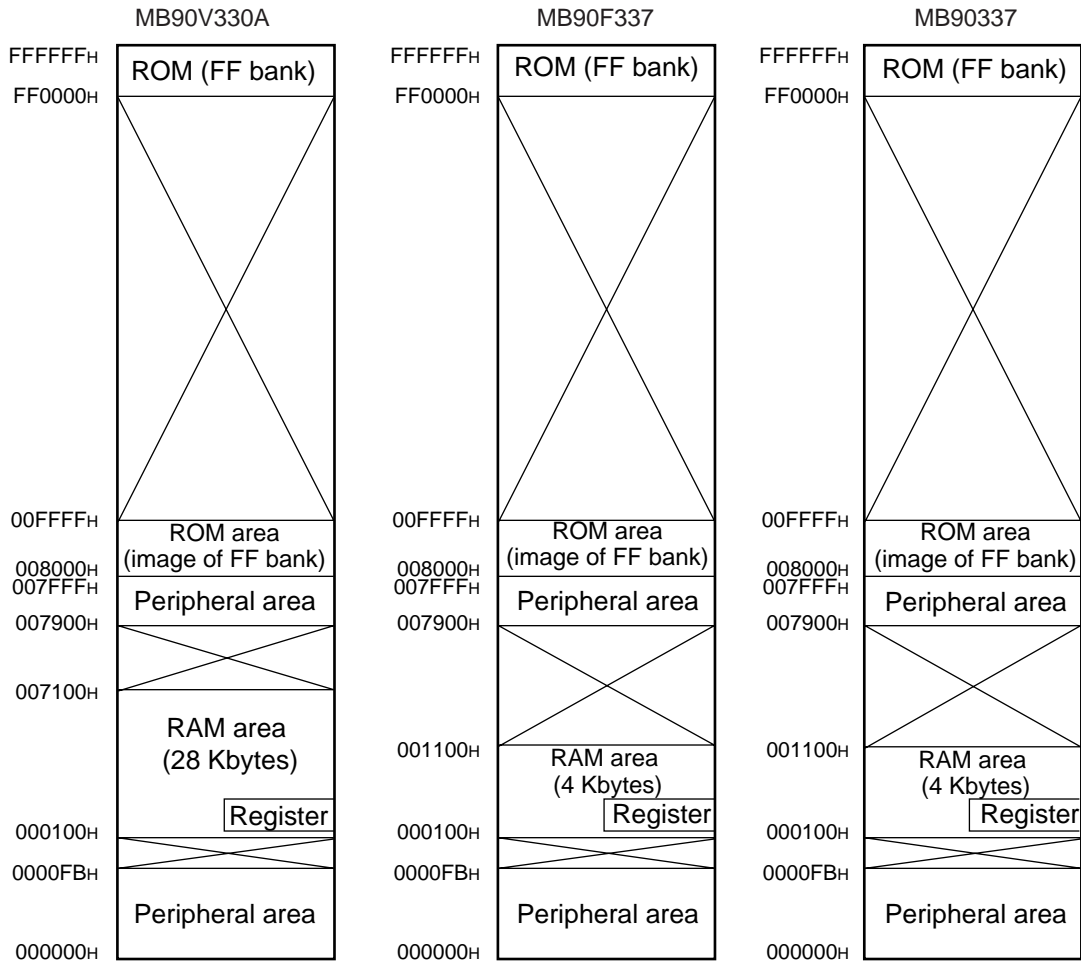 MB90V330A
FFFFFFH
ROM (FF bank)
FF0000H
00FFFFH
ROM area
(image of FF bank)
008000H
007FFFH
Peripheral area
007900H
007100H
RAM area
(28 Kbytes)
Register
000100H
0000FBH
Peripheral area
000000H
MB90F337
FFFFFFH
ROM (FF bank)
FF0000H
00FFFFH
ROM area
(image of FF bank)
008000H
007FFFH
Peripheral area
007900H
001100H
RAM area
(4 Kbytes)
Register
000100H
0000FBH
Peripheral area
000000H
MB90337
FFFFFFH
ROM (FF bank)
FF0000H
00FFFFH
ROM area
(image of FF bank)
008000H
007FFFH
Peripheral area
007900H
001100H
RAM area
(4 Kbytes)
Register
000100H
0000FBH
Peripheral area
000000H